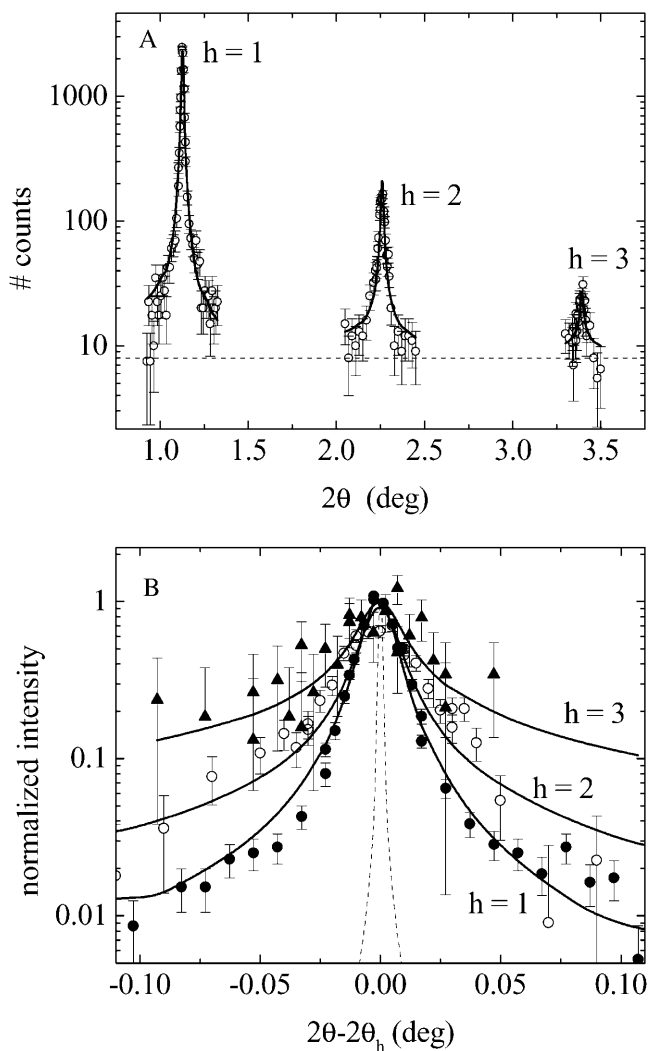 A
h = 1
h = 2
h = 3
1000
100
10
# counts
1.0
1.5
2.0
2.5
3.0
3.5
2θ (deg)
B
1
0.1
0.01
normalized intensity
h = 3
h = 2
h = 1
-0.10
-0.05
0.00
0.05
0.10
2θ-2θh (deg)